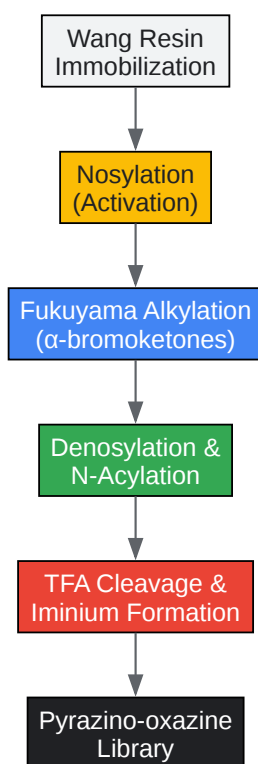 Wang Resin
Immobilization
Nosylation
(Activation)
Fukuyama Alkylation
(α-bromoketones)
Denosylation &
N-Acylation
TFA Cleavage &
Iminium Formation
Pyrazino-oxazine
Library